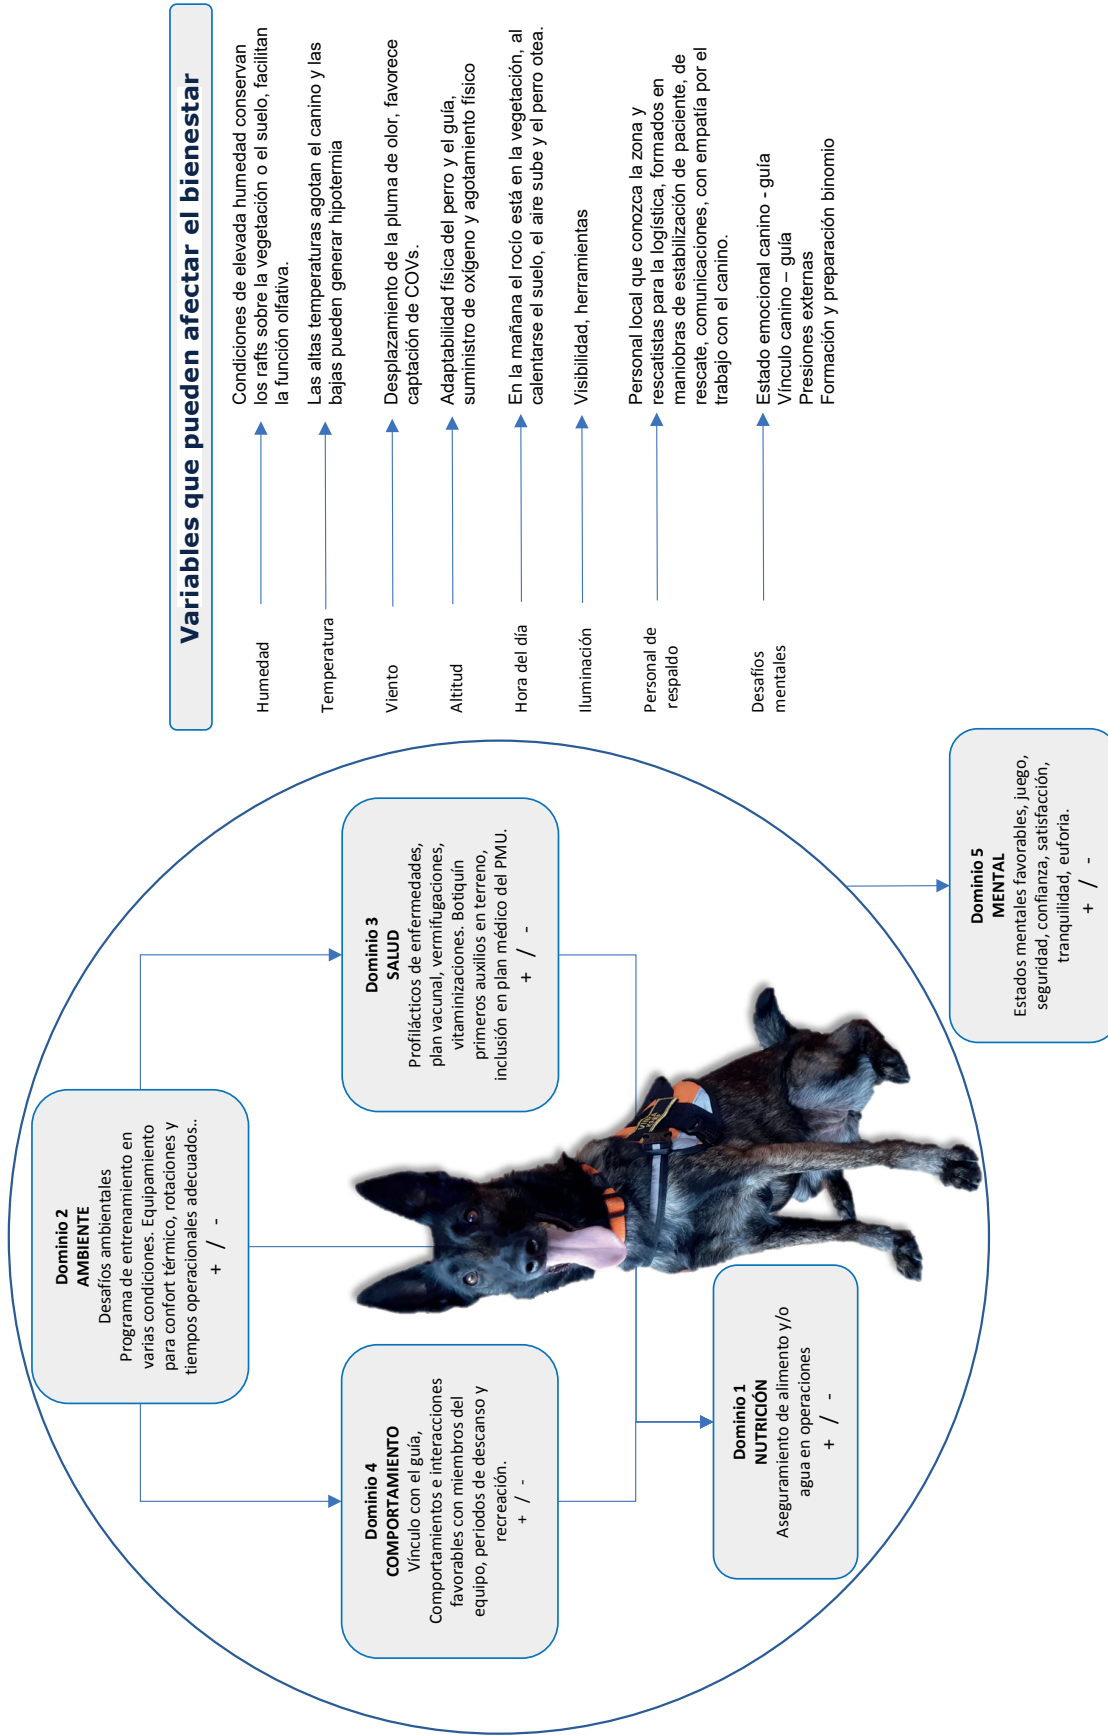 Dominio 2
AMBIENTE
Desafíos ambientales
Programa de entrenamiento en
varias condiciones. Equipamiento
para confort térmico, rotaciones y
tiempos operacionales adecuados..
+ / -
Dominio 4
COMPORTAMIENTO
Vínculo con el guía,
Comportamientos e interacciones
favorables con miembros del
equipo, periodos de descanso y
recreación.
+ / -
Dominio 3
SALUD
Profilácticos de enfermedades,
plan vacunal, vermifugaciones,
vitaminizaciones. Botiquín
primeros auxilios en terreno,
inclusión en plan médico del PMU.
+ / -
Dominio 1
NUTRICIÓN
Aseguramiento de alimento y/o
agua en operaciones
+ / -
Dominio 5
MENTAL
Estados mentales favorables, juego,
seguridad, confianza, satisfacción,
tranquilidad, euforia.
+ / -
Variables que pueden afectar el bienestar
Humedad
Condiciones de elevada humedad conservan
los rafts sobre la vegetación o el suelo, facilitan
la función olfativa.
Temperatura
Las altas temperaturas agotan el canino y las
bajas pueden generar hipotermia
Viento
Desplazamiento de la pluma de olor, favorece
captación de COVs.
Altitud
Adaptabilidad física del perro y el guía,
suministro de oxígeno y agotamiento físico
Hora del día
En la mañana el rocío está en la vegetación, al
calentarse el suelo, el aire sube y el perro otea.
Iluminación
Visibilidad, herramientas
Personal de
respaldo
Personal local que conozca la zona y
rescatistas para la logística, formados en
maniobras de estabilización de paciente, de
rescate, comunicaciones, con empatía por el
trabajo con el canino.
Desafíos
mentales
Estado emocional canino - guía
Vínculo canino – guía
Presiones externas
Formación y preparación binomio